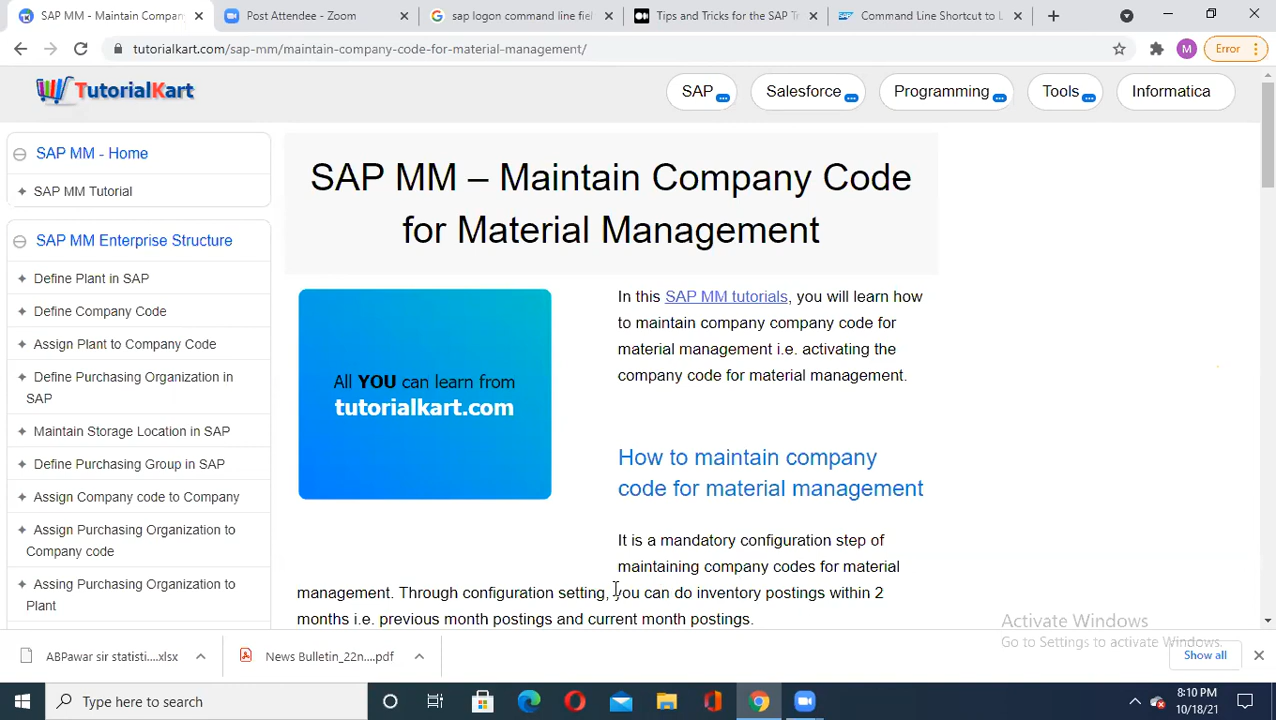 SAP MM - Maintain Company
Post Attendee - Zoom
sap logon command line fiel
Tips and Tricks for the SAP T
Command Line Shortcut to L
tutorialkart.com/sap-mm/maintain-company-code-for-material-management/
M
Error
TutorialKart
SAP
Salesforce
Programming
Tools
Informatica
SAP MM - Home
SAP MM Tutorial
SAP MM Enterprise Structure
Define Plant in SAP
Define Company Code
Assign Plant to Company Code
Define Purchasing Organization in
SAP
Maintain Storage Location in SAP
Define Purchasing Group in SAP
Assign Company code to Company
Assign Purchasing Organization to
Company code
Assing Purchasing Organization to
Plant
SAP MM – Maintain Company Code
for Material Management
All YOU can learn from
tutorialkart.com
In this SAP MM tutorials, you will learn how
to maintain company company code for
material management i.e. activating the
company code for material management.
How to maintain company
code for material management
It is a mandatory configuration step of
maintaining company codes for material
management. Through configuration setting, you can do inventory postings within 2
months i.e. previous month postings and current month postings.
Activate Windows
Go to Settings to activate Windows.
ABPawar sir statisti....xlsx
News Bulletin_22n....pdf
Show all
Type here to search
8:10 PM
10/18/21